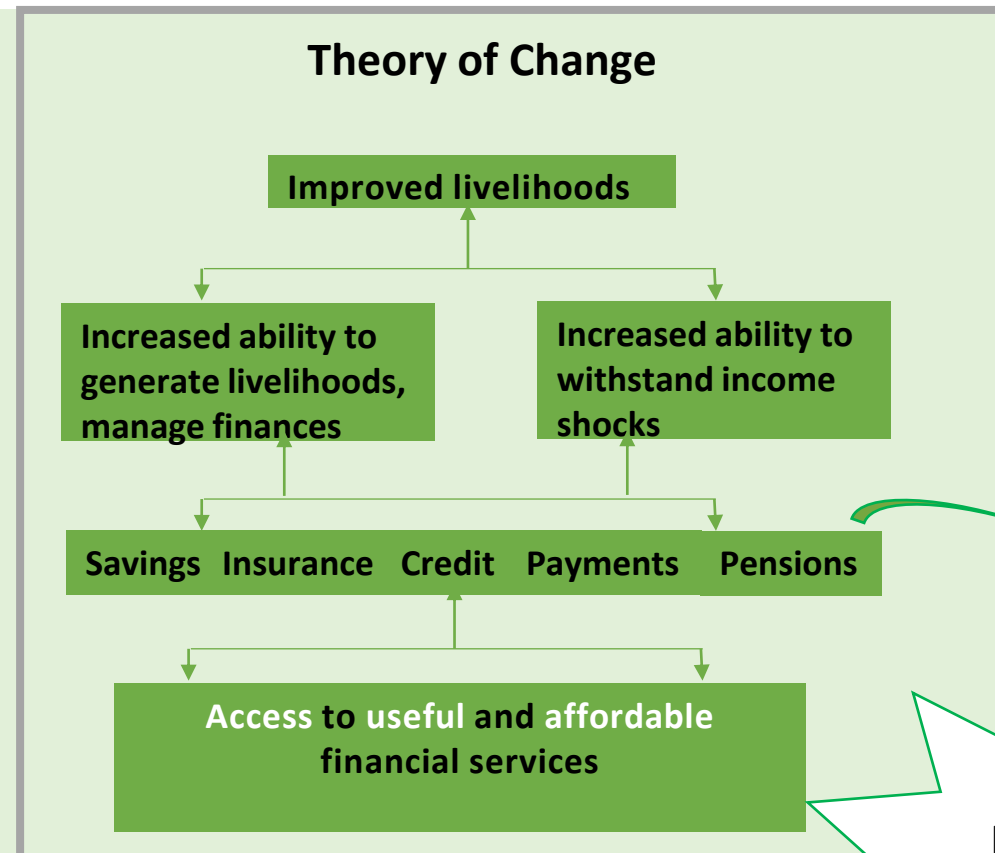 Theory of Change
Improved livelihoods
Increased ability to
generate livelihoods,
manage finances
Increased ability to
withstand income
shocks
Savings Insurance Credit Payments Pensions
Access to useful and affordable
financial services